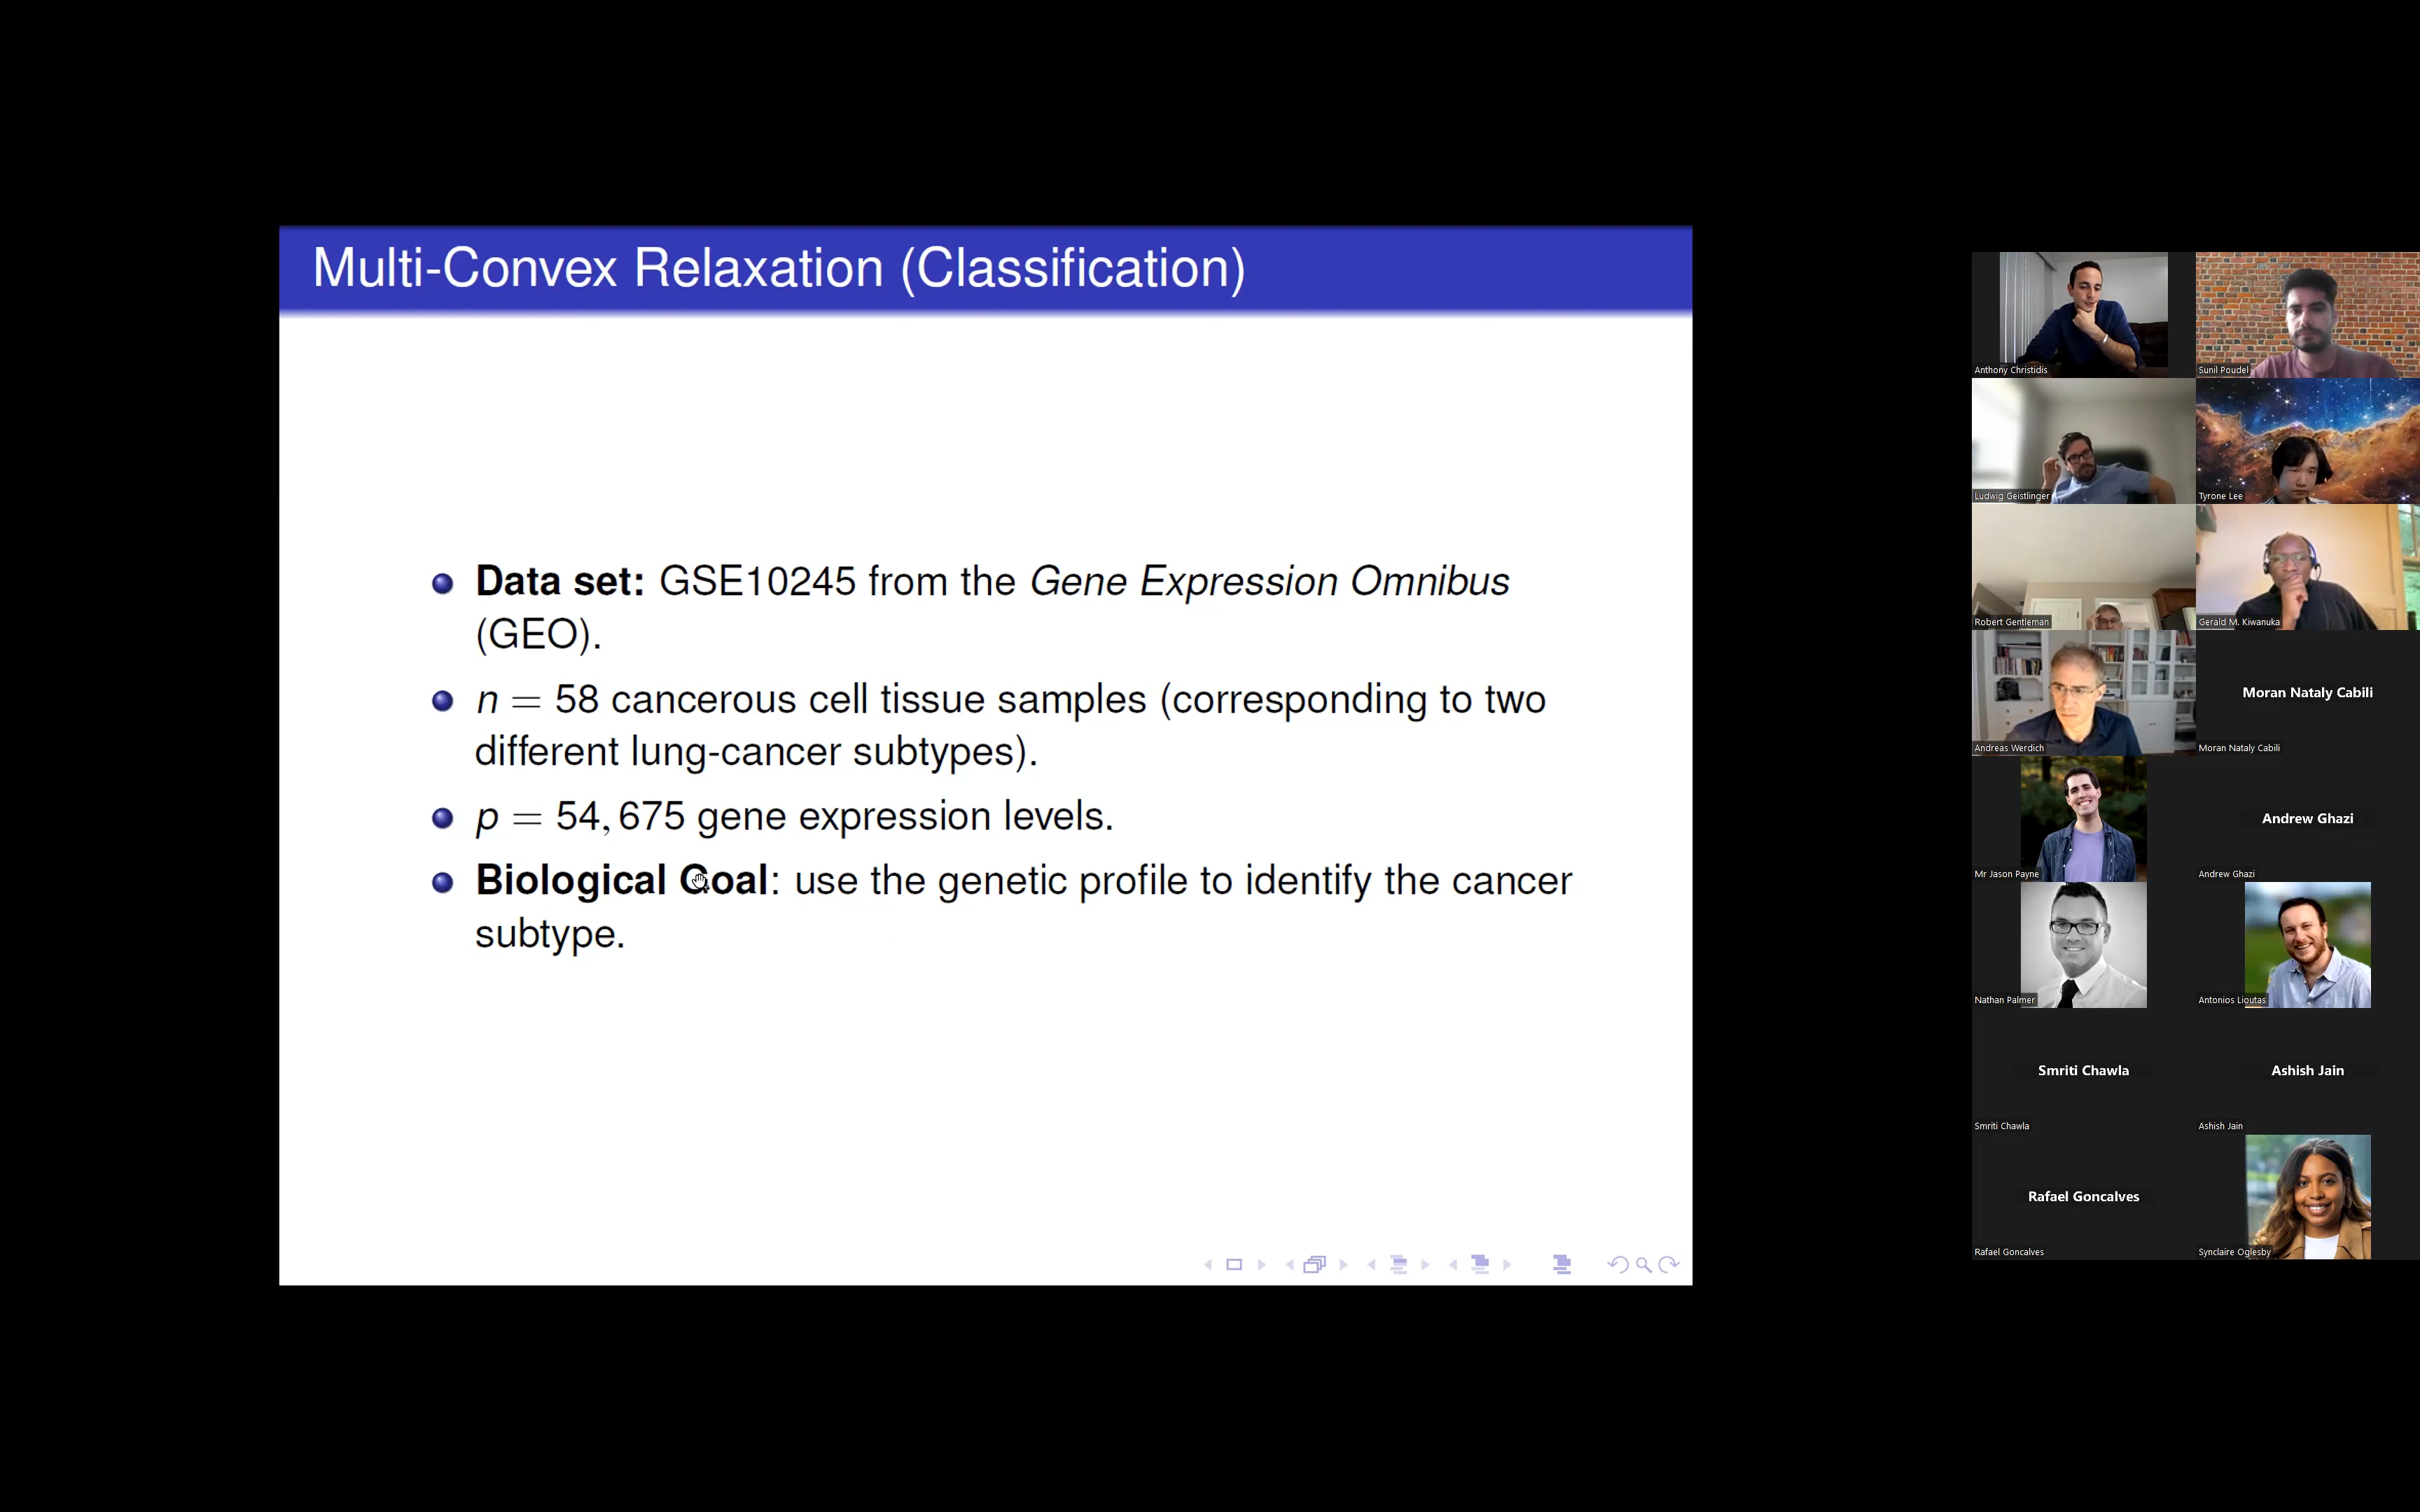 Multi-Convex Relaxation (Classification)
Data set: GSE10245 from the Gene Expression Omnibus
(GEO).
n = 58 cancerous cell tissue samples (corresponding to two
different lung-cancer subtypes).
p = 54, 675 gene expression levels.
Biological Goal: use the genetic profile to identify the cancer
subtype.
Anthony Christidis
Sunil Poudel
Ludwig Geistlinger
Tyrone Lee
Robert Gentleman
Gerald M. Kiwanuka
Andreas Werdich
Moran Nataly Cabili
Moran Nataly Cabili
Mr Jason Payne
Andrew Ghazi
Andrew Ghazi
Nathan Palmer
Antonios Lioutas
Smriti Chawla
Smriti Chawla
Ashish Jain
Ashish Jain
Rafael Goncalves
Rafael Goncalves
Synclaire Oglesby